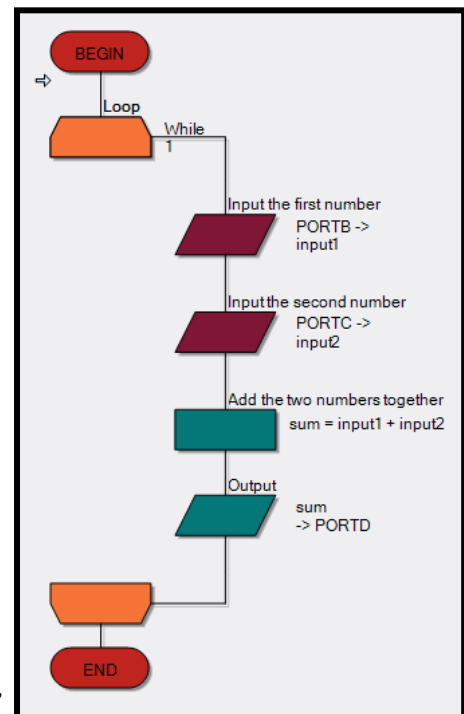 BEGIN
Loop
While
1
Input the first number
PORTB ->
input1
Input the second number
PORTC ->
input2
Add the two numbers together
sum = input1 + input2
Output
sum
-> PORTD
END